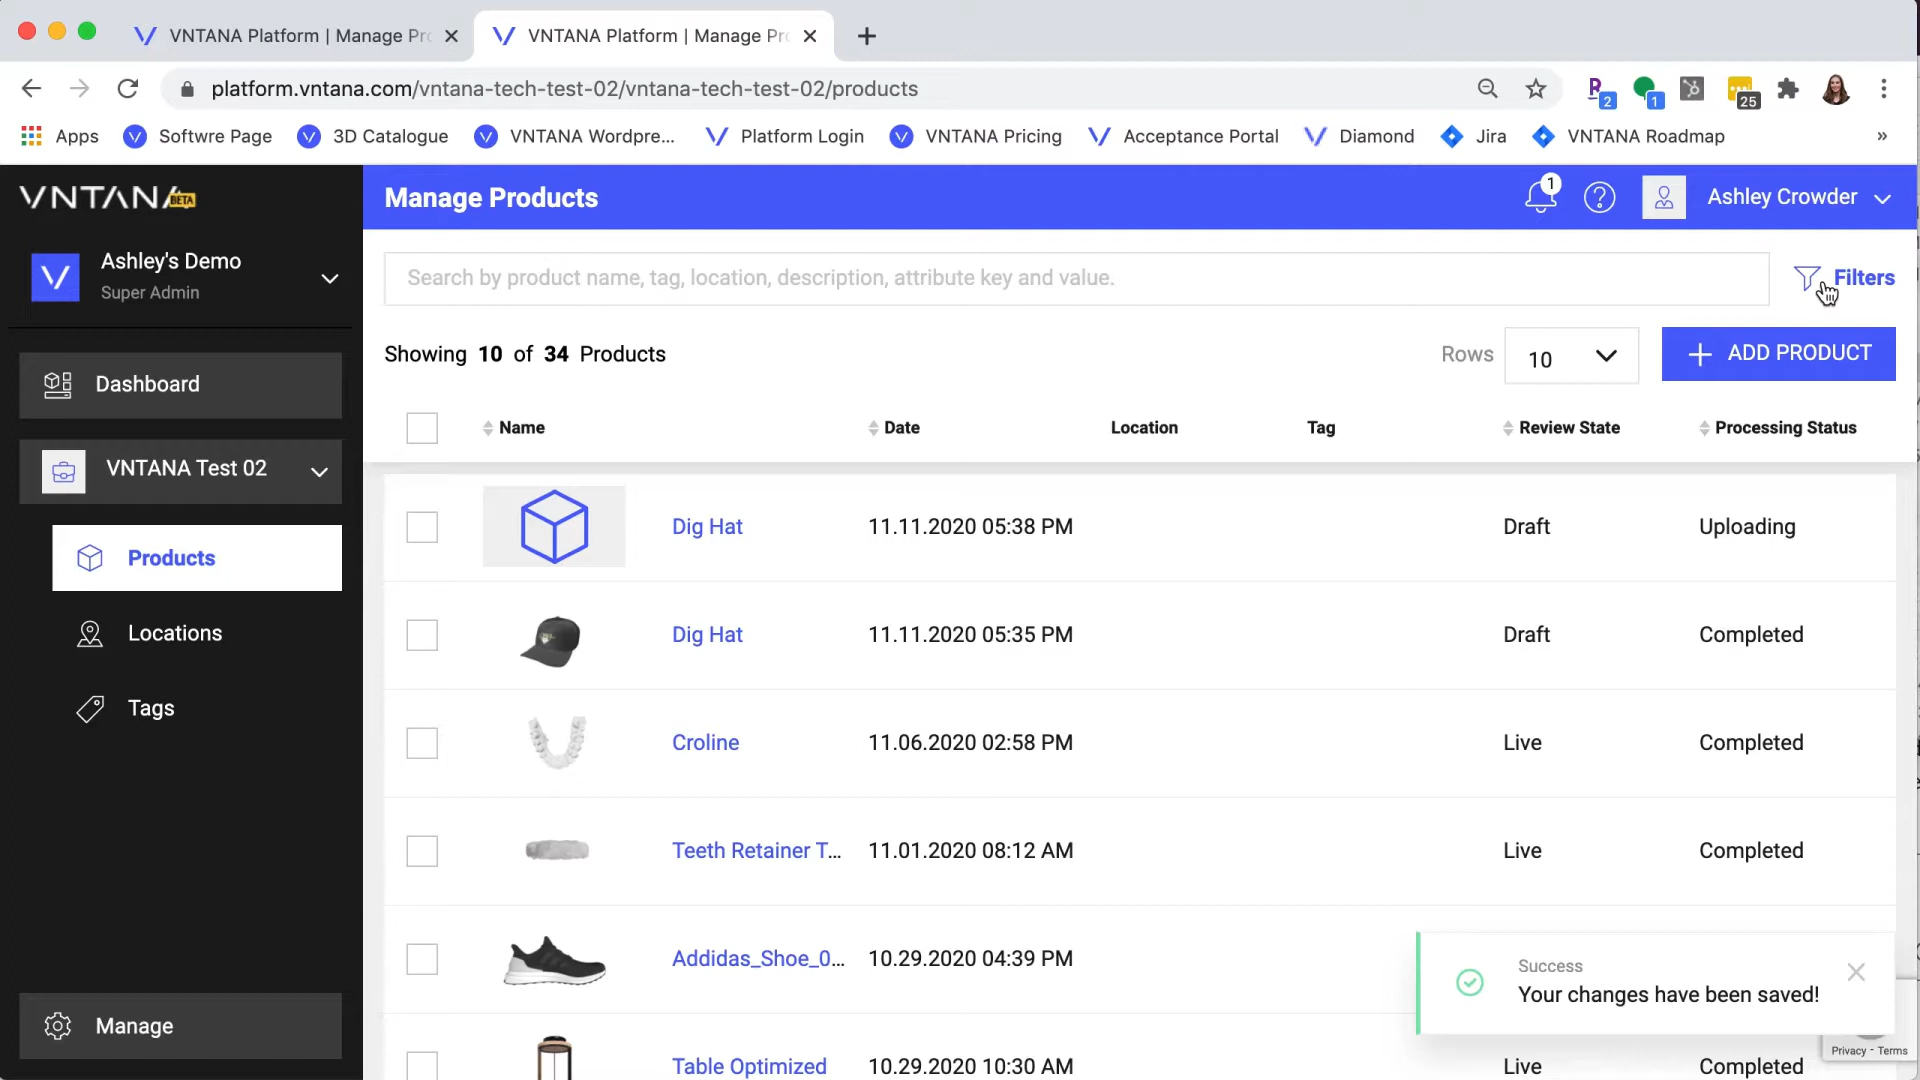 VNTANA Platform | Manage Pr
VNTANA Platform | Manage Pr
platform.vntana.com/vntana-tech-test-02/vntana-tech-test-02/products
2
1
25
Apps
Softwre Page
3D Catalogue
VNTANA Wordpre...
Platform Login
VNTANA Pricing
Acceptance Portal
Diamond
Jira
VNTANA Roadmap
»
VNTANA BETA
Manage Products
1
Ashley Crowder
Ashley's Demo
Super Admin
Search by product name, tag, location, description, attribute key and value.
Filters
Showing 10 of 34 Products
Rows
10
+ ADD PRODUCT
Dashboard
Name
Date
Location
Tag
Review State
Processing Status
VNTANA Test 02
Dig Hat 11.11.2020 05:38 PM Draft Uploading
Products
Dig Hat 11.11.2020 05:35 PM Draft Completed
Locations
Tags
Croline 11.06.2020 02:58 PM Live Completed
Teeth Retainer T... 11.01.2020 08:12 AM Live Completed
Addidas_Shoe_0... 10.29.2020 04:39 PM
Success
Your changes have been saved!
Manage
Table Optimized 10.29.2020 10:30 AM Live Completed
Privacy - Terms